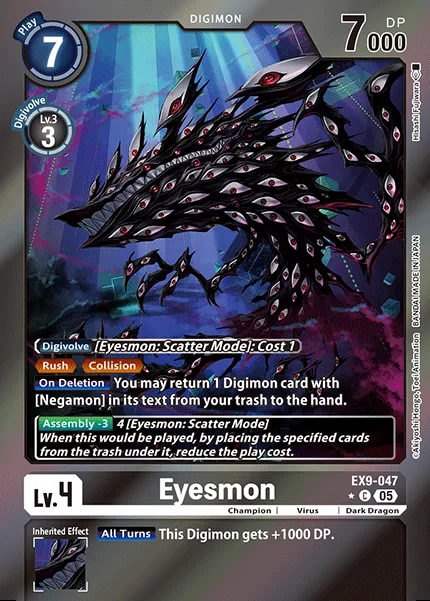 DIGIMON
Play
7
7000
DP
Digivolve
Lv.3
3
Hisashi Fujiwara
©Akiyoshi Hongo, Toei Animation BANDAI MADE IN JAPAN
Digivolve [Eyesmon: Scatter Mode]: Cost 1
Rush Collision
On Deletion You may return 1 Digimon card with
[Negamon] in its text from your trash to the hand.
Assembly -3 4 [Eyesmon: Scatter Mode]
When this would be played, by placing the specified cards
from the trash under it, reduce the play cost.
Lv.4
Eyesmon
EX9-047
C 05
Champion Virus Dark Dragon
Inherited Effect
All Turns This Digimon gets +1000 DP.